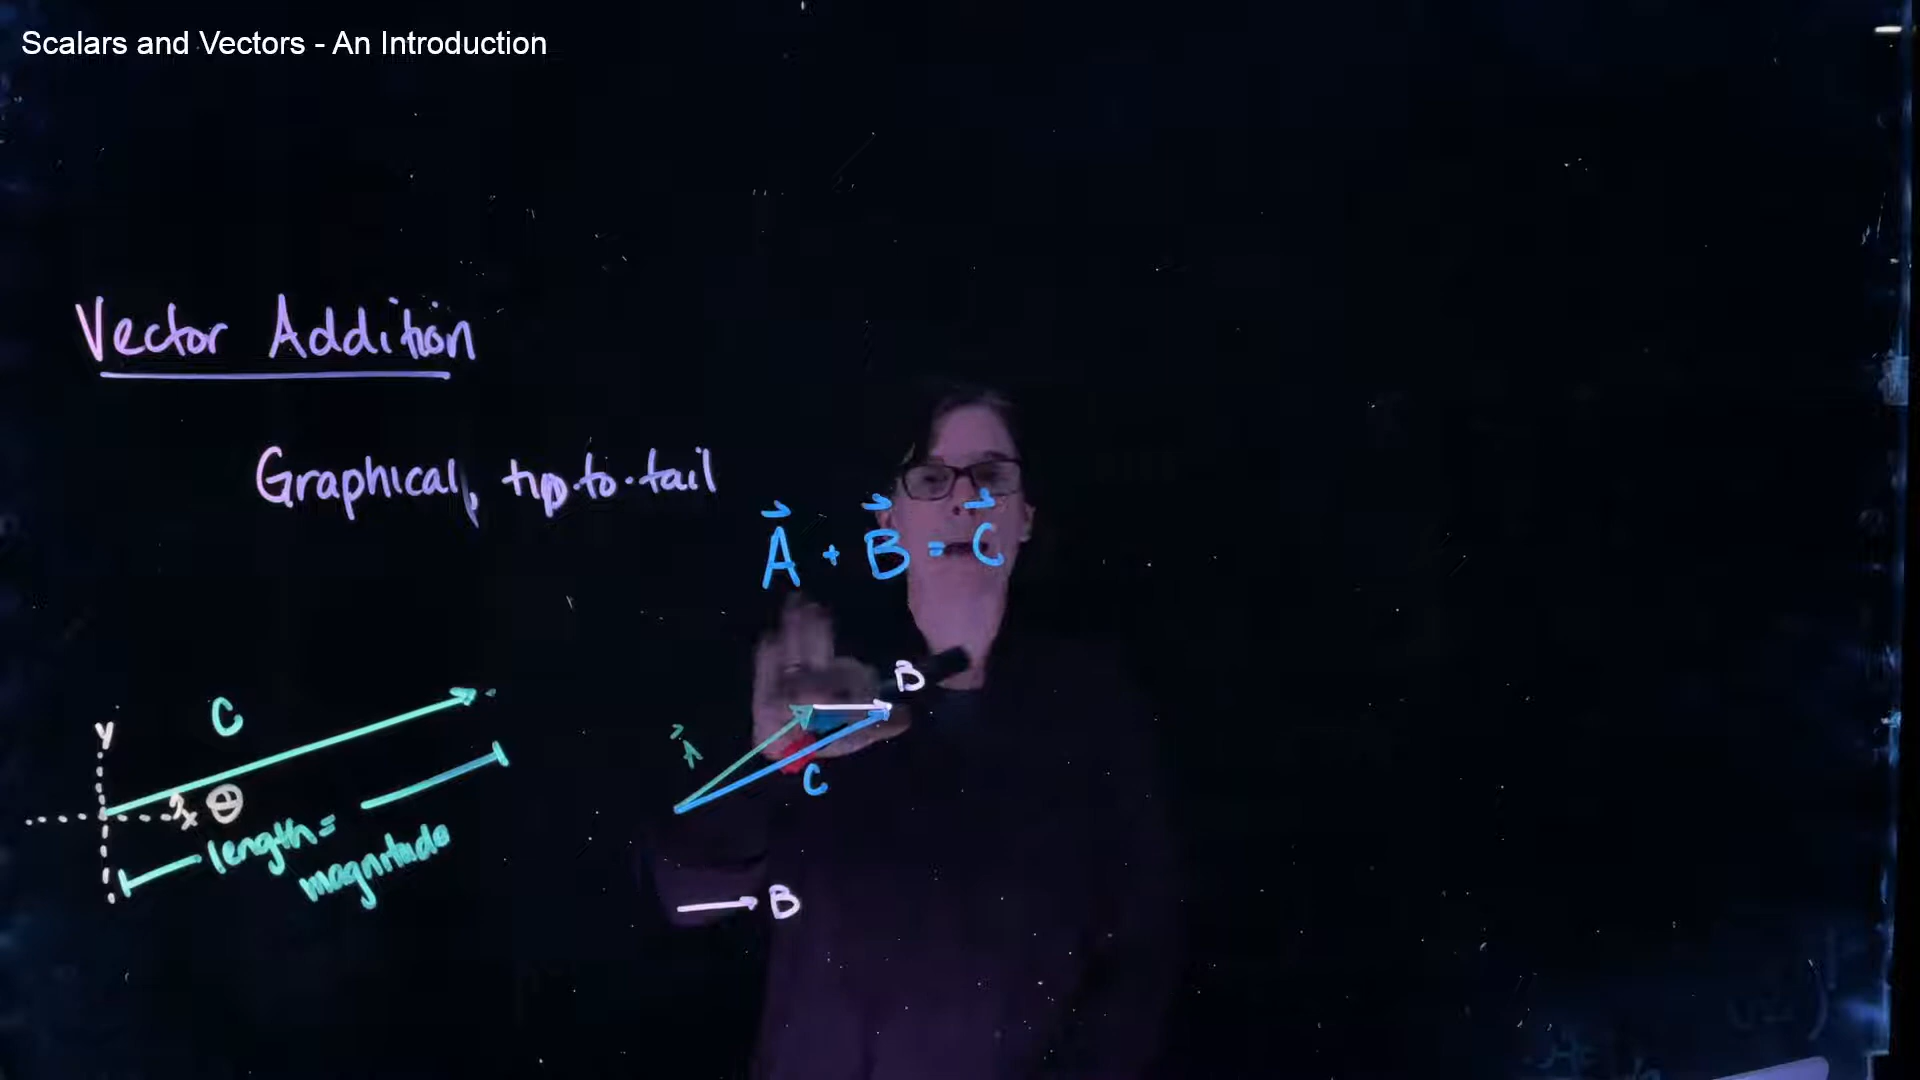 Scalars and Vectors - An Introduction
Vector Addition
Graphical, tip-to-tail
A + B = C
B
A
C
C
y
x
θ
length =
magnitude
B